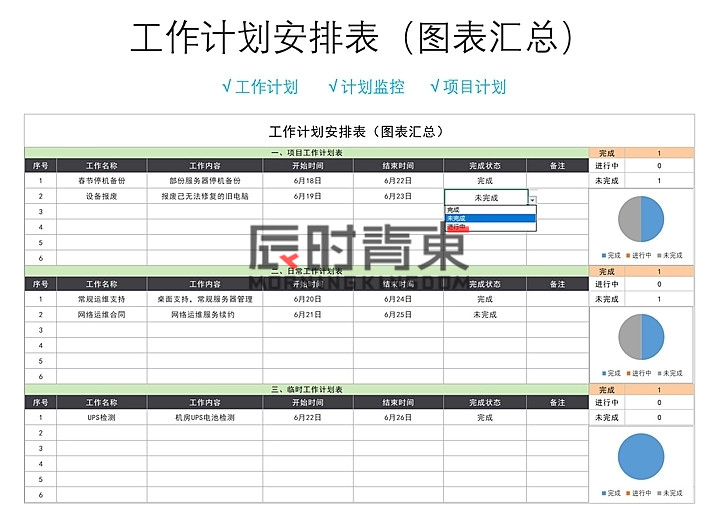 工作计划安排表（图表汇总）
√工作计划 √计划监控 √项目计划
工作计划安排表（图表汇总）
一、项目工作计划表 完成 1
序号 工作名称 工作内容 开始时间 结束时间 完成状态 备注 进行中 0
1 春节停机备份 部份服务器停机备份 6月18日 6月22日 完成 未完成 1
2 设备报废 报废已无法修复的旧电脑 6月19日 6月23日 未完成
3 完成
未完成
4 进行中
5
6 完成 进行中 未完成
辰时青東
MORNING KINGDOM
二、日常工作计划表 完成 1
序号 工作名称 工作内容 开始时间 结束时间 完成状态 备注 进行中 0
1 常规运维支持 桌面支持，常规服务器管理 6月20日 6月24日 完成 未完成 1
2 网络运维合同 网络运维服务续约 6月21日 6月25日 未完成
3
4
5
6 完成 进行中 未完成
三、临时工作计划表 完成 1
序号 工作名称 工作内容 开始时间 结束时间 完成状态 备注 进行中 0
1 UPS检测 机房UPS电池检测 6月22日 6月26日 完成 未完成 0
2
3
4
5
6 完成 进行中 未完成